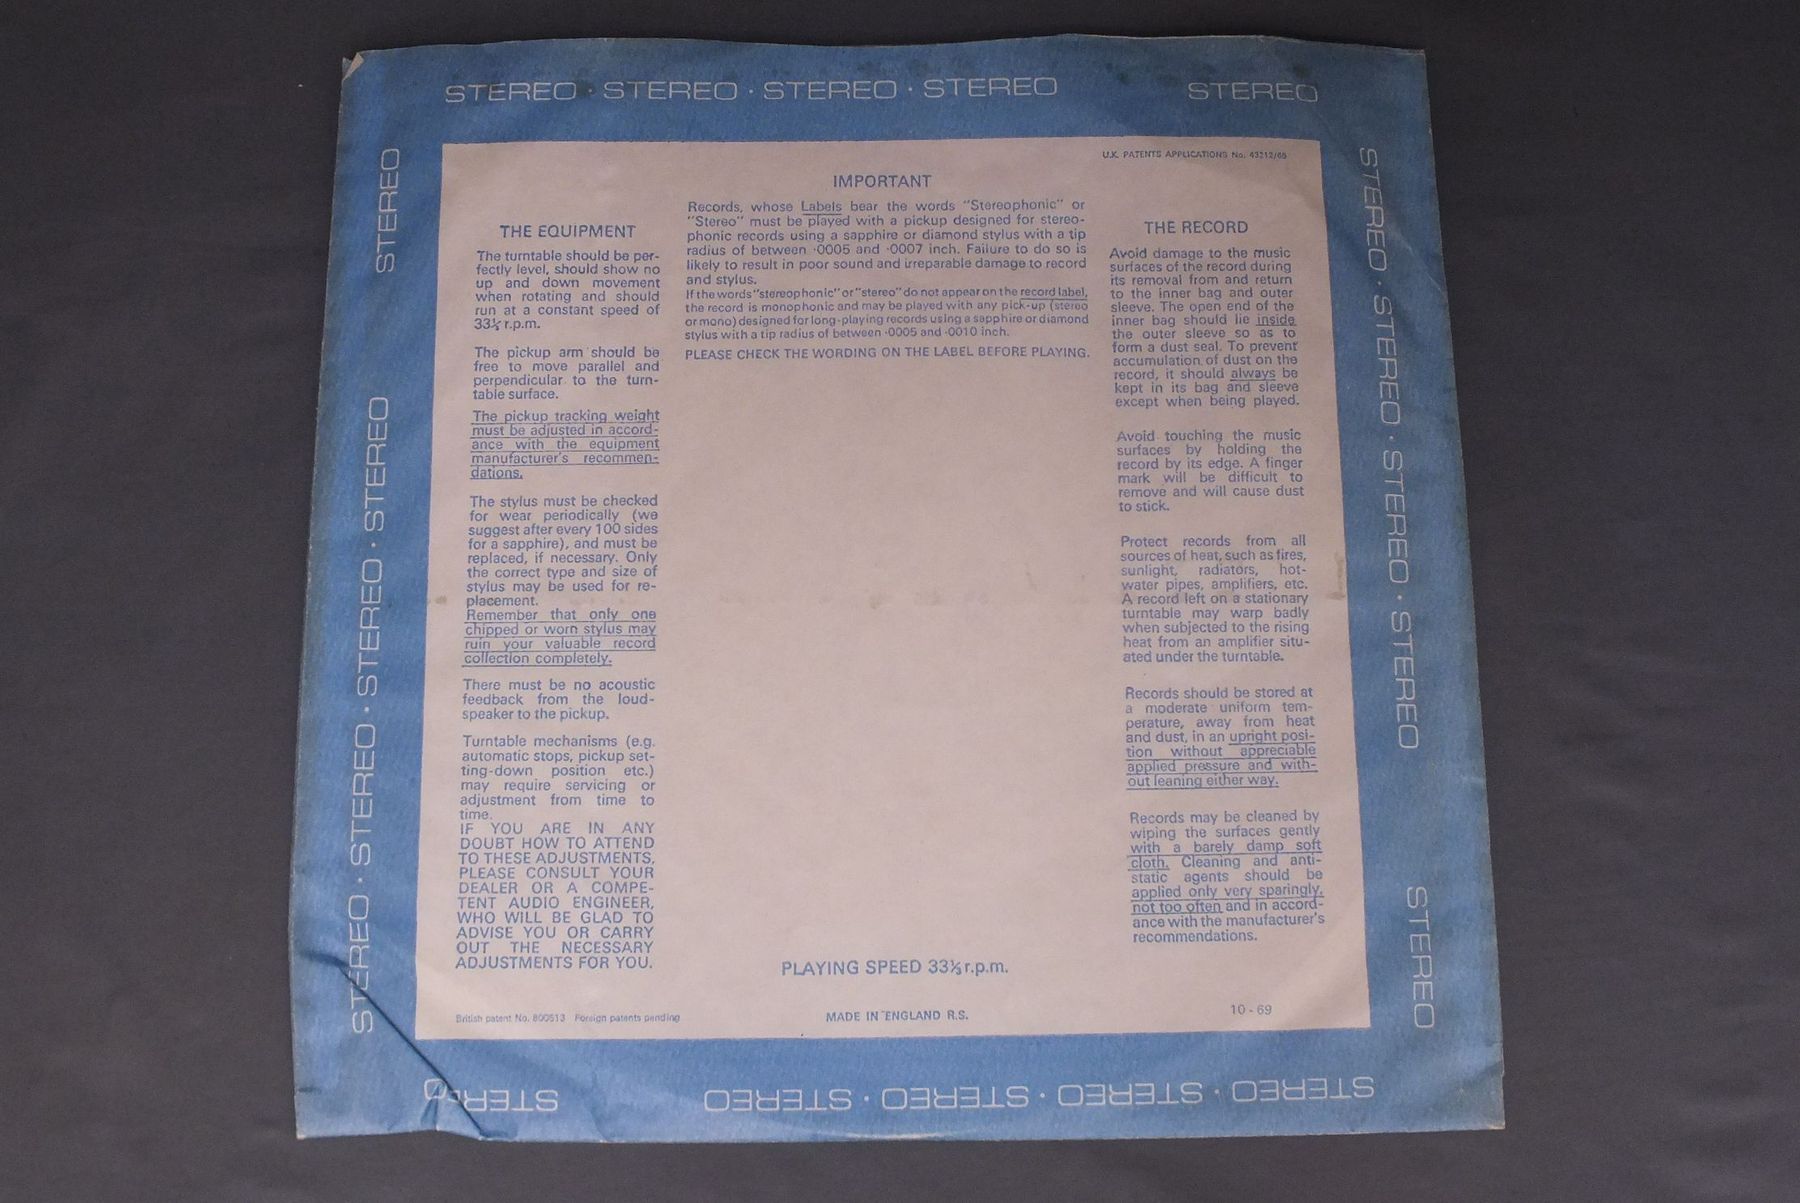 STEREO · STEREO · STEREO · STEREO STEREO
U.K. PATENTS APPLICATIONS No. 43212/65
IMPORTANT
Records, whose Labels bear the words "Stereophonic" or
"Stereo" must be played with a pickup designed for stereo-
phonic records using a sapphire or diamond stylus with a tip
radius of between ·0005 and ·0007 inch. Failure to do so is
likely to result in poor sound and irreparable damage to record
and stylus.
If the words "stereophonic" or "stereo" do not appear on the record label,
the record is monophonic and may be played with any pick-up (stereo
or mono) designed for long-playing records using a sapphire or diamond
stylus with a tip radius of between ·0005 and ·0010 inch.
PLEASE CHECK THE WORDING ON THE LABEL BEFORE PLAYING.
THE EQUIPMENT
The turntable should be per-
fectly level, should show no
up and down movement
when rotating and should
run at a constant speed of
33⅓ r.p.m.
The pickup arm should be
free to move parallel and
perpendicular to the turn-
table surface.
The pickup tracking weight
must be adjusted in accord-
ance with the equipment
manufacturer's recommen-
dations.
The stylus must be checked
for wear periodically (we
suggest after every 100 sides
for a sapphire), and must be
replaced, if necessary. Only
the correct type and size of
stylus may be used for re-
placement.
Remember that only one
chipped or worn stylus may
ruin your valuable record
collection completely.
There must be no acoustic
feedback from the loud-
speaker to the pickup.
Turntable mechanisms (e.g.
automatic stops, pickup set-
ting-down position etc.)
may require servicing or
adjustment from time to
time.
IF YOU ARE IN ANY
DOUBT HOW TO ATTEND
TO THESE ADJUSTMENTS,
PLEASE CONSULT YOUR
DEALER OR A COMPE-
TENT AUDIO ENGINEER,
WHO WILL BE GLAD TO
ADVISE YOU OR CARRY
OUT THE NECESSARY
ADJUSTMENTS FOR YOU.
THE RECORD
Avoid damage to the music
surfaces of the record during
its removal from and return
to the inner bag and outer
sleeve. The open end of the
inner bag should lie inside
the outer sleeve so as to
form a dust seal. To prevent
accumulation of dust on the
record, it should always be
kept in its bag and sleeve
except when being played.
Avoid touching the music
surfaces by holding the
record by its edge. A finger
mark will be difficult to
remove and will cause dust
to stick.
Protect records from all
sources of heat, such as fires,
sunlight, radiators, hot-
water pipes, amplifiers, etc.
A record left on a stationary
turntable may warp badly
when subjected to the rising
heat from an amplifier situ-
ated under the turntable.
Records should be stored at
a moderate uniform tem-
perature, away from heat
and dust, in an upright posi-
tion without appreciable
applied pressure and with-
out leaning either way.
Records may be cleaned by
wiping the surfaces gently
with a barely damp soft
cloth. Cleaning and anti-
static agents should be
applied only very sparingly,
not too often and in accord-
ance with the manufacturer's
recommendations.
PLAYING SPEED 33⅓ r.p.m.
British patent No. 800513 Foreign patents pending
MADE IN ENGLAND R.S.
10 - 69
STEREO · STEREO · STEREO · STEREO STEREO
STEREO · STEREO · STEREO · STEREO STEREO
STEREO · STEREO · STEREO · STEREO STEREO